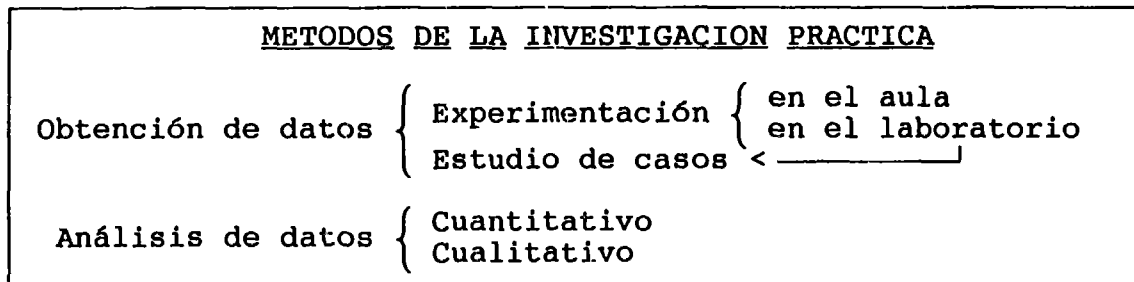 METODOS DE LA INVESTIGACION PRACTICA
Obtención de datos { Experimentación { en el aula
en el laboratorio
Estudio de casos <
Análisis de datos { Cuantitativo
Cualitativo